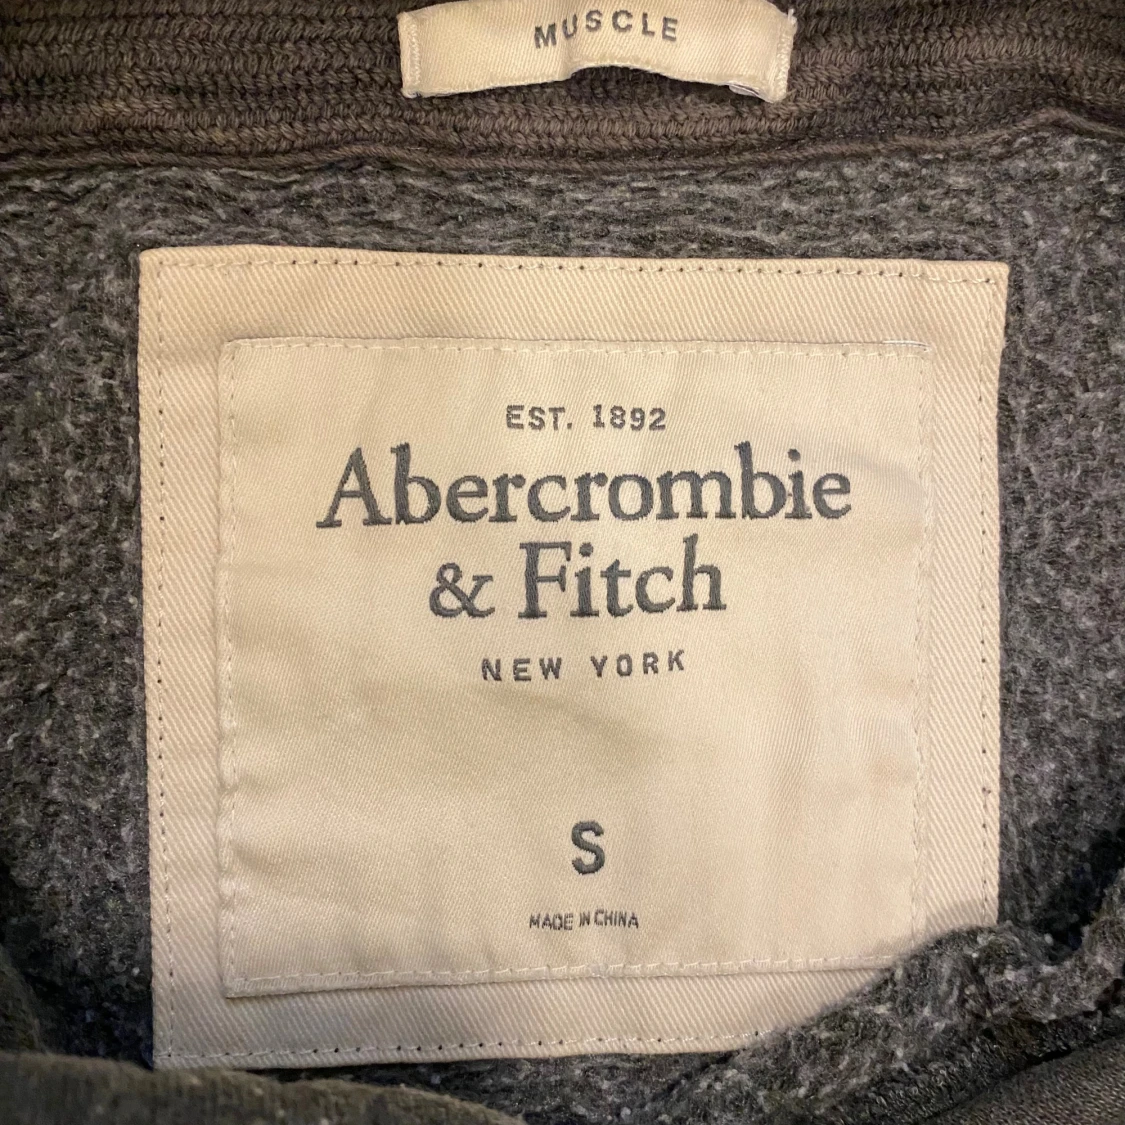 MUSCLE
EST. 1892
Abercrombie
& Fitch
NEW YORK
S
MADE IN CHINA